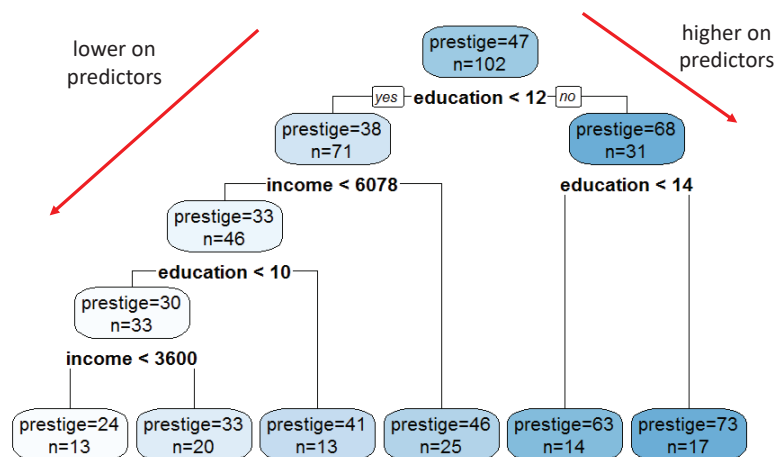 lower on
predictors
higher on
predictors
prestige=47
n=102
yes education < 12 no
prestige=38
n=71
prestige=68
n=31
income < 6078
education < 14
prestige=33
n=46
education < 10
prestige=30
n=33
income < 3600
prestige=24
n=13
prestige=33
n=20
prestige=41
n=13
prestige=46
n=25
prestige=63
n=14
prestige=73
n=17